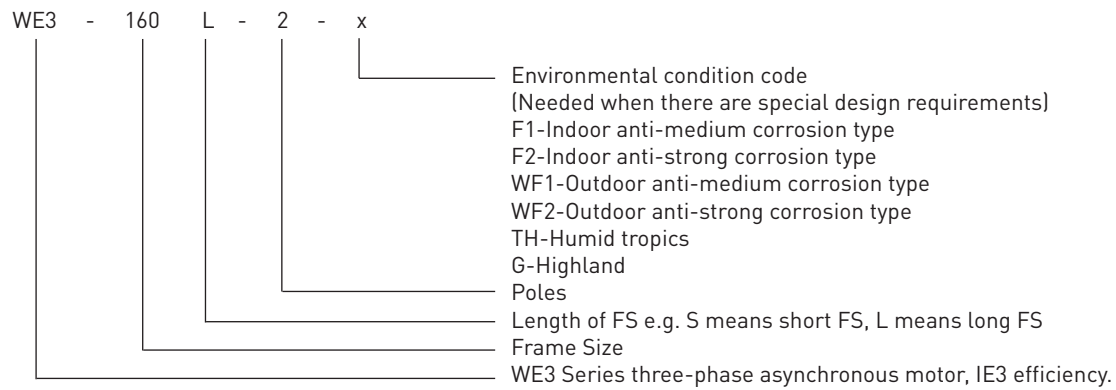 WE3 - 160 L - 2 - x
Environmental condition code
(Needed when there are special design requirements)
F1-Indoor anti-medium corrosion type
F2-Indoor anti-strong corrosion type
WF1-Outdoor anti-medium corrosion type
WF2-Outdoor anti-strong corrosion type
TH-Humid tropics
G-Highland
Poles
Length of FS e.g. S means short FS, L means long FS
Frame Size
WE3 Series three-phase asynchronous motor, IE3 efficiency.